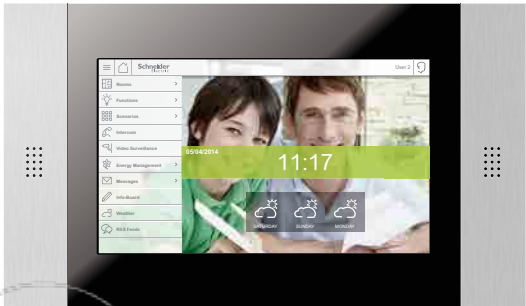 Schneider
Electric
User 2
Rooms
Functions
Scenarios
Intercom
Video Surveillance
Energy Management
Messages
Info-Board
Weather
RSS Feeds
05/04/2014
11:17
SATURDAY
SUNDAY
MONDAY